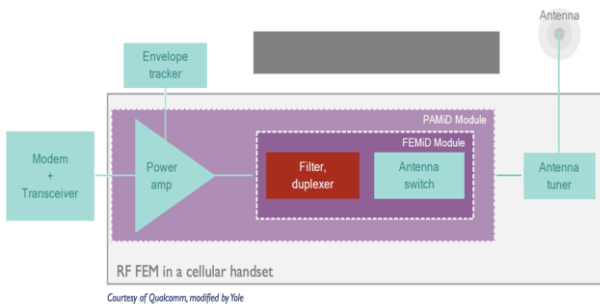 Antenna
Envelope
tracker
PAMiD Module
FEMiD Module
Modem
+
Transceiver
Power
amp
Filter,
duplexer
Antenna
switch
Antenna
tuner
RF FEM in a cellular handset
Courtesy of Qualcomm, modified by Yole